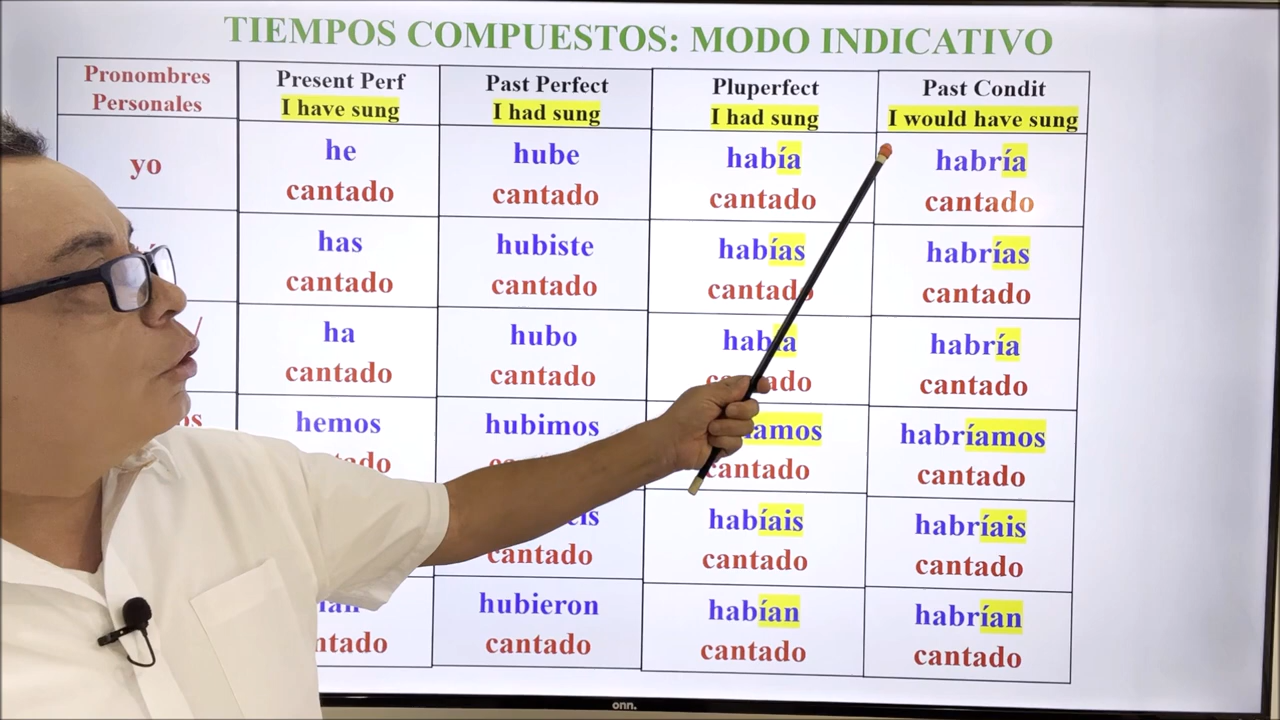 TIEMPOS COMPUESTOS: MODO INDICATIVO
Pronombres Personales
Present Perf
I have sung
Past Perfect
I had sung
Pluperfect
I had sung
Past Condit
I would have sung
yo
he cantado
hube cantado
había cantado
habría cantado
has cantado
hubiste cantado
habías cantado
habrías cantado
ha cantado
hubo cantado
había
habría cantado
hemos
hubimos
cantado
habríamos cantado
cantado
habíais cantado
habríais cantado
hubieron cantado
habían cantado
habrían cantado
onn.